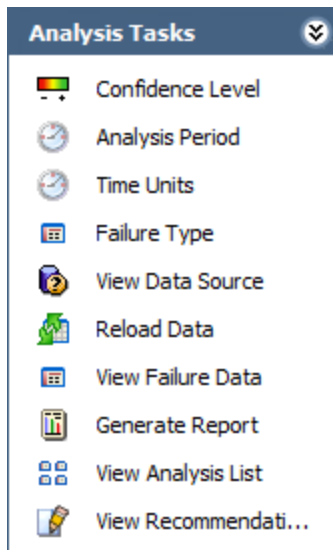 Analysis Tasks
Confidence Level
Analysis Period
Time Units
Failure Type
View Data Source
Reload Data
View Failure Data
Generate Report
View Analysis List
View Recommendati...